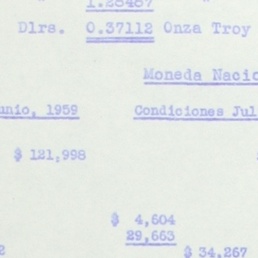 1.28487
Dlrs. 0.37112 Onza Troy
Moneda Nacio
unio, 1959 Condiciones Jul
$ 121,998
$ 4,604
29,663
$ 34,267
2